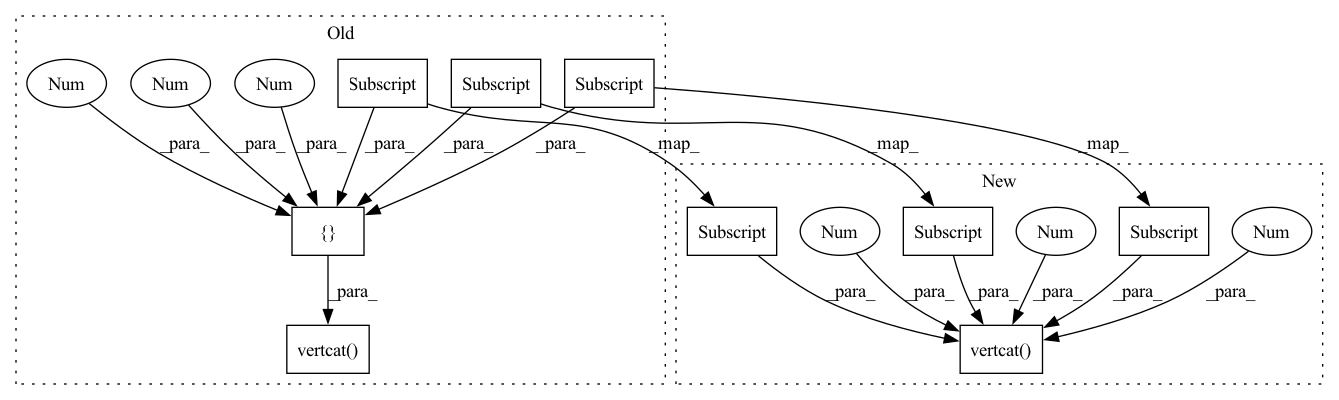 Old
Num Num Num Subscript Subscript Subscript
_para_ _para_ _para_ _para_ _para_ _para_ _map_ _map_ _map_
New
{} Subscript Num Subscript Num Subscript Num
_para_ _para_ _para_ _para_ _para_ _para_ _para_
vertcat() vertcat()